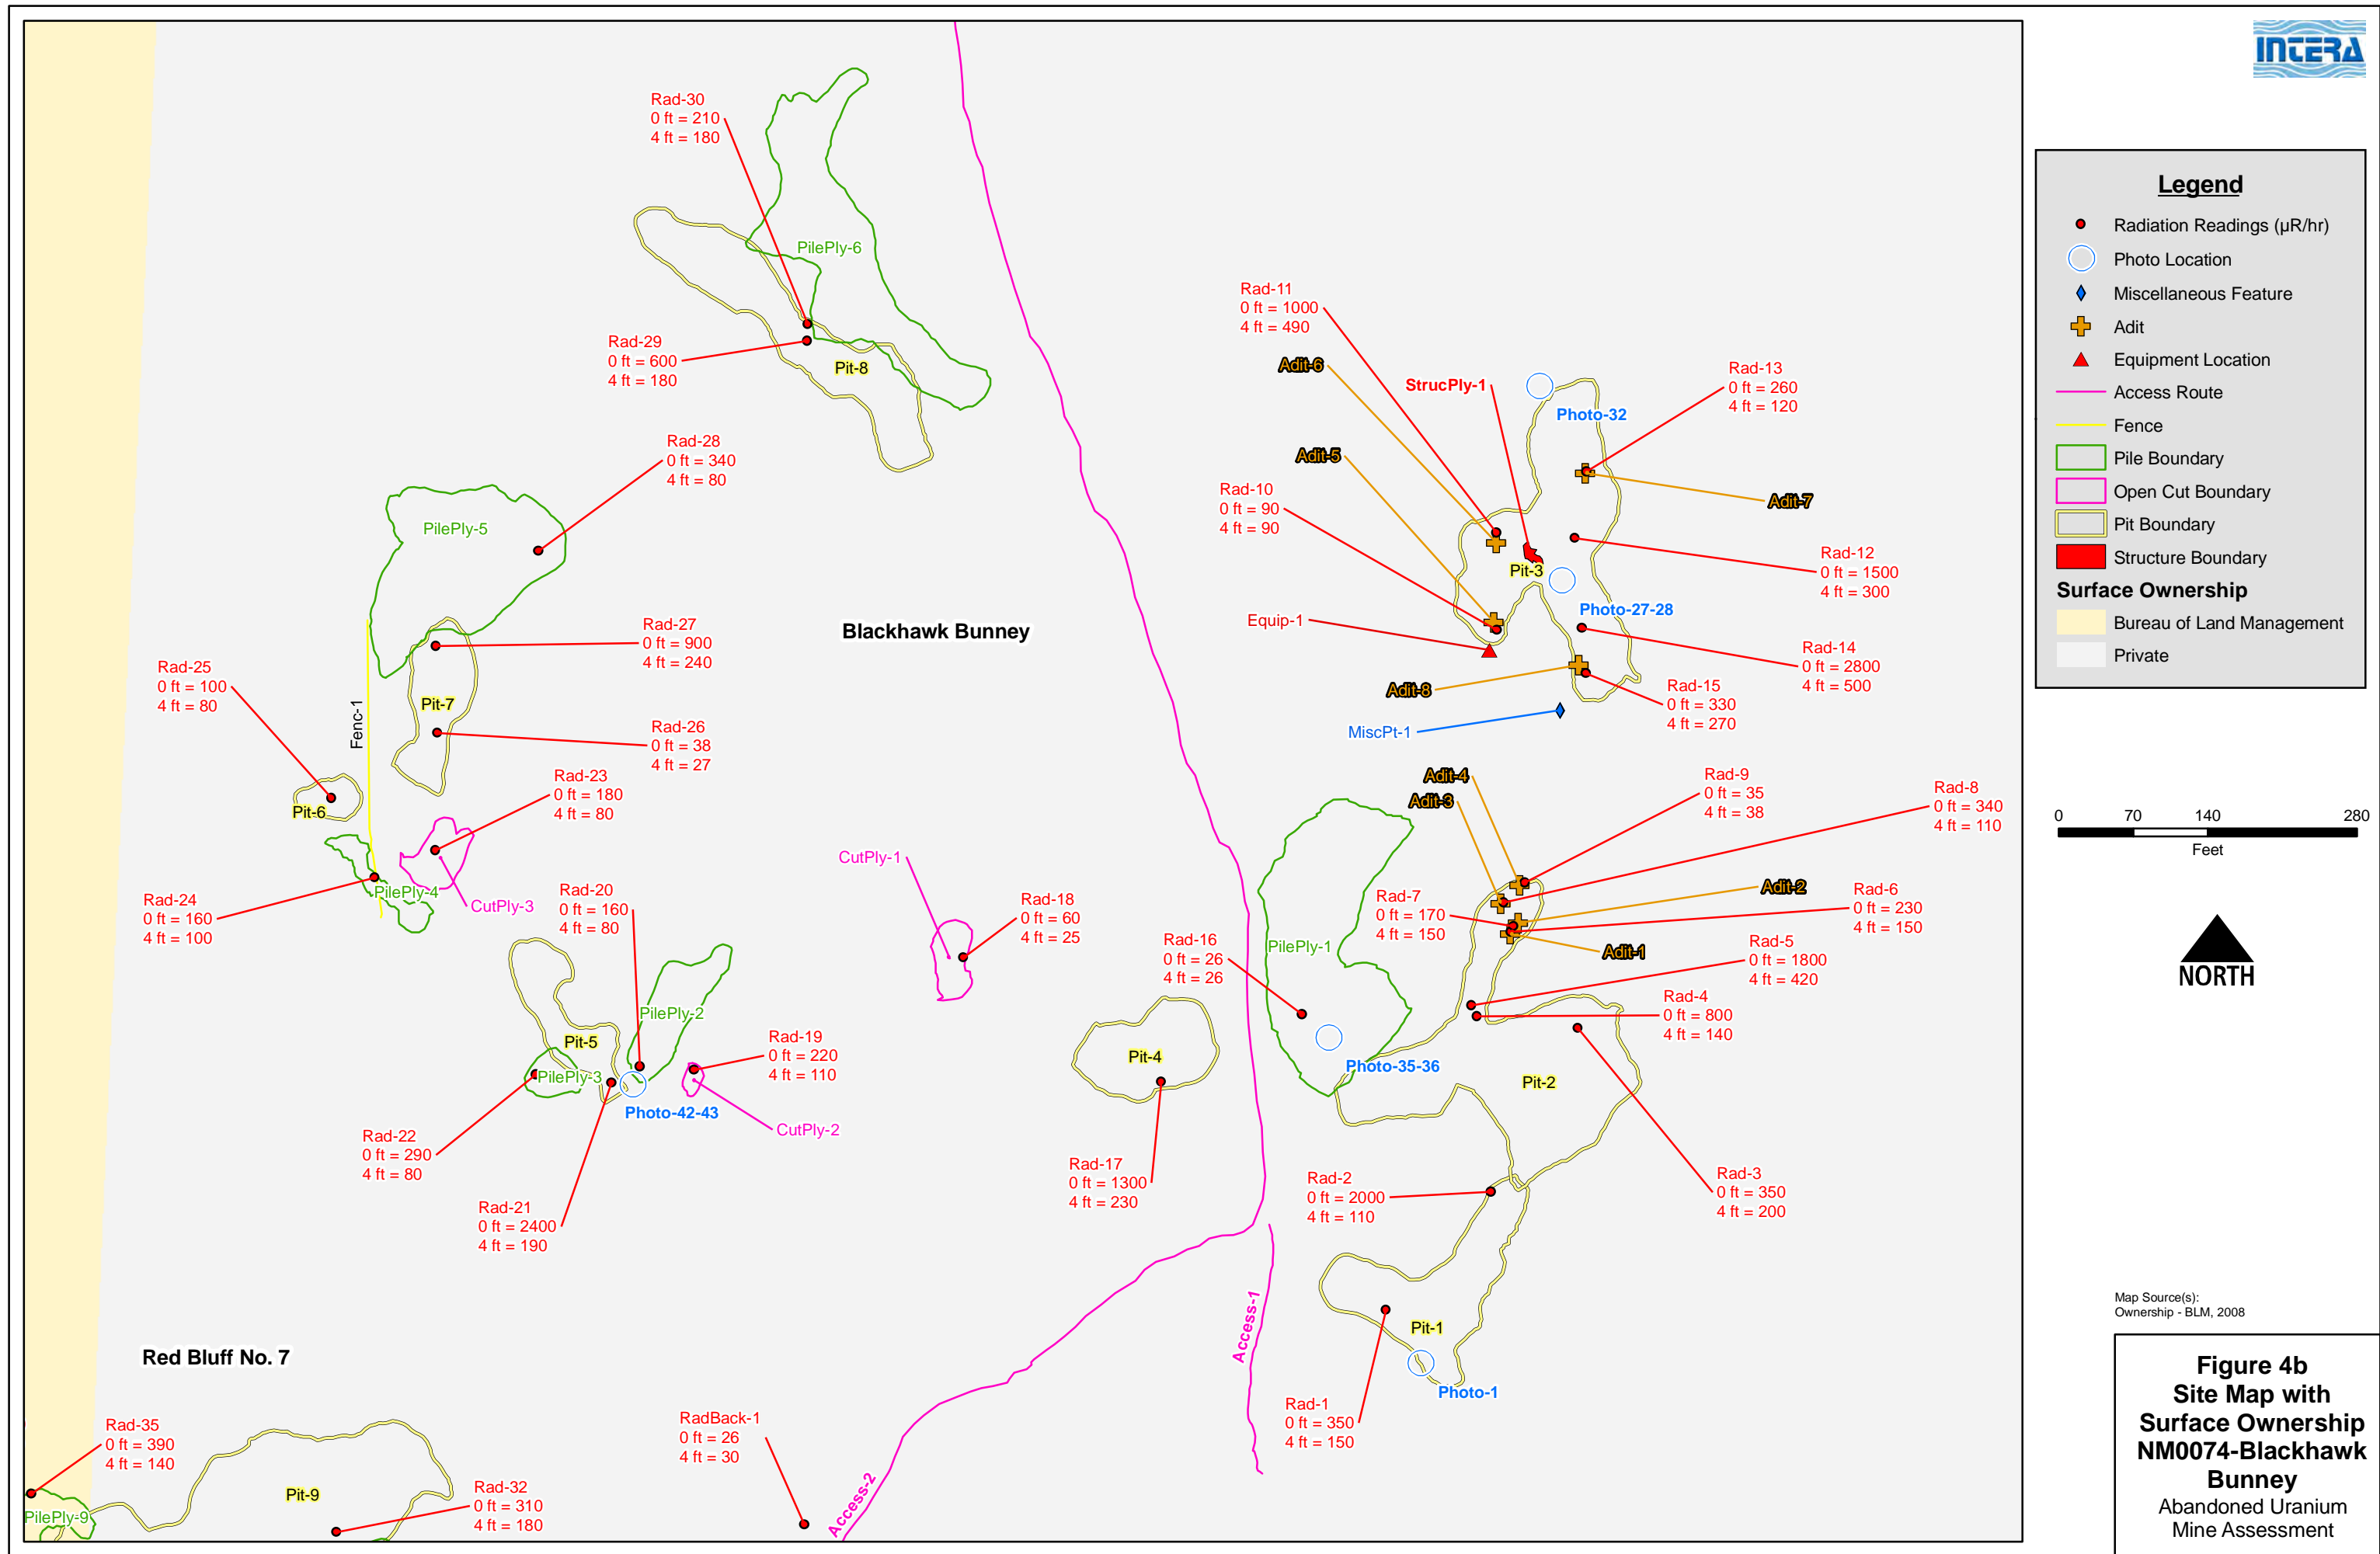 INTERA
Rad-30
0 ft = 210
4 ft = 180
PilePly-6
Rad-29
0 ft = 600
4 ft = 180
Pit-8
Rad-11
0 ft = 1000
4 ft = 490
Adit-6
StrucPly-1
Rad-13
0 ft = 260
4 ft = 120
Photo-32
Adit-5
Rad-10
0 ft = 90
4 ft = 90
Adit-7
Rad-12
0 ft = 1500
4 ft = 300
Pit-3
Photo-27-28
Equip-1
Rad-14
0 ft = 2800
4 ft = 500
Adit-8
Rad-15
0 ft = 330
4 ft = 270
MiscPt-1
Rad-28
0 ft = 340
4 ft = 80
PilePly-5
Blackhawk Bunney
Rad-27
0 ft = 900
4 ft = 240
Rad-25
0 ft = 100
4 ft = 80
Fenc-1
Pit-7
Rad-26
0 ft = 38
4 ft = 27
Pit-6
Rad-23
0 ft = 180
4 ft = 80
Rad-24
0 ft = 160
4 ft = 100
PilePly-4
CutPly-3
Rad-20
0 ft = 160
4 ft = 80
CutPly-1
Rad-18
0 ft = 60
4 ft = 25
Adit-4
Adit-3
Rad-9
0 ft = 35
4 ft = 38
Rad-8
0 ft = 340
4 ft = 110
Adit-2
Rad-7
0 ft = 170
4 ft = 150
Rad-6
0 ft = 230
4 ft = 150
Rad-16
0 ft = 26
4 ft = 26
PilePly-1
Adit-1
Rad-5
0 ft = 1800
4 ft = 420
Rad-4
0 ft = 800
4 ft = 140
PilePly-2
Pit-5
PilePly-3
Rad-19
0 ft = 220
4 ft = 110
Photo-42-43
CutPly-2
Pit-4
Photo-35-36
Pit-2
Rad-22
0 ft = 290
4 ft = 80
Rad-21
0 ft = 2400
4 ft = 190
Rad-17
0 ft = 1300
4 ft = 230
Rad-2
0 ft = 2000
4 ft = 110
Rad-3
0 ft = 350
4 ft = 200
Access-1
Pit-1
Photo-1
Rad-1
0 ft = 350
4 ft = 150
Red Bluff No. 7
Rad-35
0 ft = 390
4 ft = 140
Pit-9
PilePly-9
Rad-32
0 ft = 310
4 ft = 180
RadBack-1
0 ft = 26
4 ft = 30
Access-2
Legend
Radiation Readings (µR/hr)
Photo Location
Miscellaneous Feature
Adit
Equipment Location
Access Route
Fence
Pile Boundary
Open Cut Boundary
Pit Boundary
Structure Boundary
Surface Ownership
Bureau of Land Management
Private
0 70 140 280
Feet
NORTH
Map Source(s):
Ownership - BLM, 2008
Figure 4b
Site Map with
Surface Ownership
NM0074-Blackhawk
Bunney
Abandoned Uranium
Mine Assessment